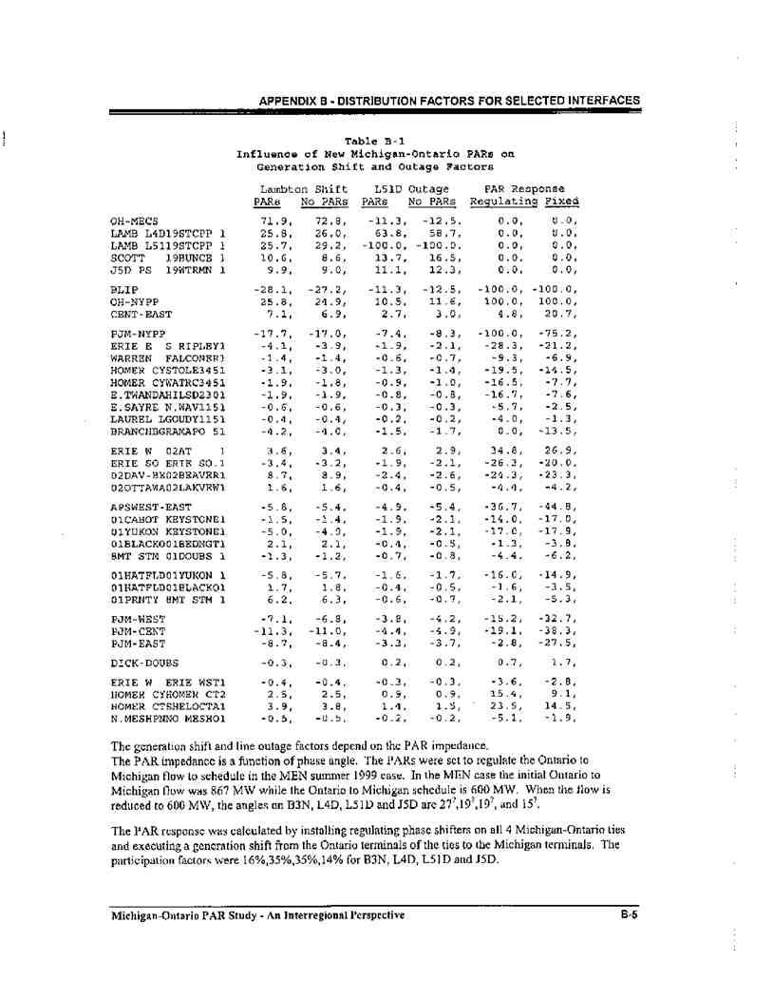 APPENDIX B - DISTRIBUTION FACTORS FOR SELECTED INTERFACES
Table B-1
Influence of New Michigan-Ontario PARs on
Generation Shift and Outage Factors
Lambton Shift L51D Outage PAR Response
PARs No PARs PARs No PARs Regulating Fixed
OH-MECS 71.9, 72.8, -11.3, -12.5, 0.0, 0.0,
LAMB L4D19STCPP 1 25.8, 26.0, 63.8, 58.7, 0.0, 0.0,
LAMB L5119STCPP 1 25.7, 29.2, -100.0, -100.0, 0.0, 0.0,
SCOTT 19BUNCE 1 10.6, 8.6, 13.7, 16.5, 0.0, 0.0,
J5D PS 19WTRMN 1 9.9, 9.0, 11.1, 12.3, 0.0, 0.0,
BLIP -28.1, -27.2, -11.3, -12.5, -100.0, -100.0,
OH-NYPP 25.8, 24.9, 10.5, 11.6, 100.0, 100.0,
CENT-EAST 7.1, 6.9, 2.7, 3.0, 4.8, 20.7,
PJM-NYPP -17.7, -17.0, -7.4, -8.3, -100.0, -75.2,
ERIE E S RIPLEY1 -4.1, -3.9, -1.9, -2.1, -28.3, -21.2,
WARREN FALCONER1 -1.4, -1.4, -0.6, -0.7, -9.3, -6.9,
HOMER CYSTOLE3451 -3.1, -3.0, -1.3, -1.4, -19.5, -14.5,
HOMER CYWATRC3451 -1.9, -1.8, -0.9, -1.0, -16.5, -7.7,
E.TWANDAHILSD2301 -1.9, -1.9, -0.8, -0.8, -16.7, -7.6,
E.SAYRE N.WAV1151 -0.6, -0.6, -0.3, -0.3, -5.7, -2.5,
LAUREL LGOUDY1151 -0.4, -0.4, -0.2, -0.2, -4.0, -1.3,
BRANCHBGRAKAPO 51 -4.2, -4.0, -1.5, -1.7, 0.0, -13.5,
ERIE W 02AT 1 3.6, 3.4, 2.6, 2.9, 34.8, 26.9,
ERIE SO ERIE SO.1 -3.4, -3.2, -1.9, -2.1, -26.3, -20.0,
02DAV-BX02BEAVRR1 8.7, 8.9, -2.4, -2.6, -24.3, -23.3,
02OTTAWA02LAKVRW1 1.6, 1.6, -0.4, -0.5, -4.4, -4.2,
APSWEST-EAST -5.8, -5.4, -4.9, -5.4, -36.7, -44.8,
01CABOT KEYSTONE1 -1.5, -1.4, -1.9, -2.1, -14.0, -17.0,
01YUKON KEYSTONE1 -5.0, -4.9, -1.9, -2.1, -17.0, -17.9,
01BLACKO01BEDNGT1 2.1, 2.1, -0.4, -0.5, -1.3, -3.8,
8MT STM 01DOUBS 1 -1.3, -1.2, -0.7, -0.8, -4.4, -6.2,
01HATFLD01YUKON 1 -5.8, -5.7, -1.6, -1.7, -16.0, -14.9,
01HATFLD01BLACKO1 1.7, 1.8, -0.4, -0.5, -1.6, -3.5,
01PRNTY 8MT STM 1 6.2, 6.3, -0.6, -0.7, -2.1, -5.3,
PJM-WEST -7.1, -6.8, -3.8, -4.2, -15.2, -32.7,
PJM-CENT -11.3, -11.0, -4.4, -4.9, -19.1, -38.3,
PJM-EAST -8.7, -8.4, -3.3, -3.7, -2.8, -27.5,
DICK-DOUBS -0.3, -0.3, 0.2, 0.2, 0.7, 1.7,
ERIE W ERIE WST1 -0.4, -0.4, -0.3, -0.3, -3.6, -2.8,
HOMER CYHOMER CT2 2.5, 2.5, 0.9, 0.9, 15.4, 9.1,
HOMER CTSHELOCTA1 3.9, 3.8, 1.4, 1.5, 23.5, 14.5,
N.MESHPNNO MESHO1 -0.5, -0.5, -0.2, -0.2, -5.1, -1.9,
The generation shift and line outage factors depend on the PAR impedance.
The PAR impedance is a function of phase angle. The PARs were set to regulate the Ontario to
Michigan flow to schedule in the MEN summer 1999 case. In the MEN case the initial Ontario to
Michigan flow was 867 MW while the Ontario to Michigan schedule is 600 MW. When the flow is
reduced to 600 MW, the angles on B3N, L4D, L51D and J5D are 27?,19?,19?, and 15?.
The PAR response was calculated by installing regulating phase shifters on all 4 Michigan-Ontario ties
and executing a generation shift from the Ontario terminals of the ties to the Michigan terminals. The
participation factors were 16%,35%,35%,14% for B3N, L4D, L51D and J5D.
Michigan-Ontario PAR Study - An Interregional Perspective B-5